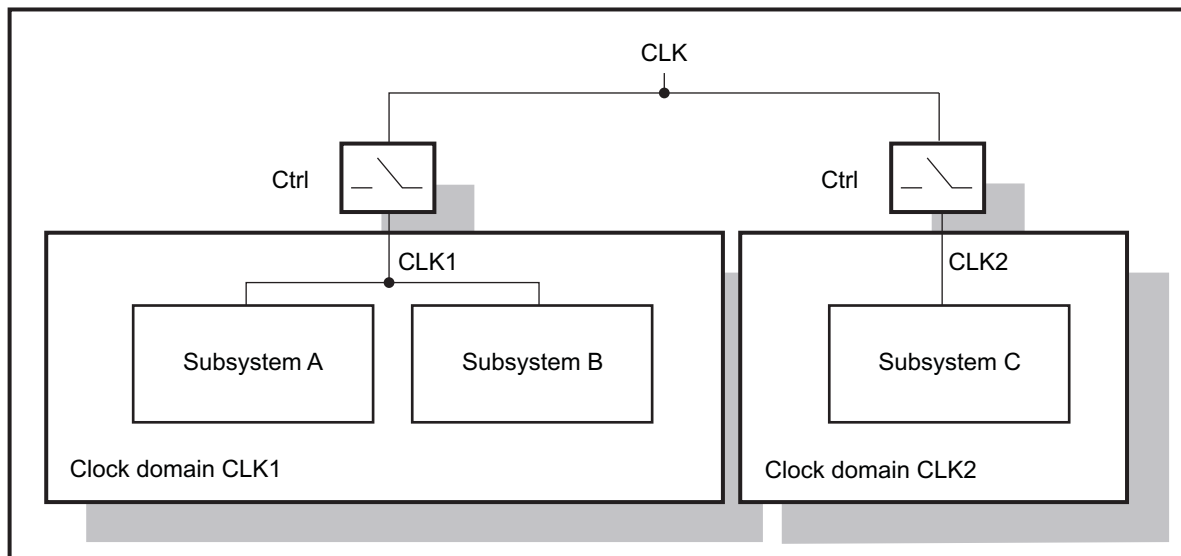 CLK
Ctrl
Ctrl
CLK1
CLK2
Subsystem A
Subsystem B
Subsystem C
Clock domain CLK1
Clock domain CLK2